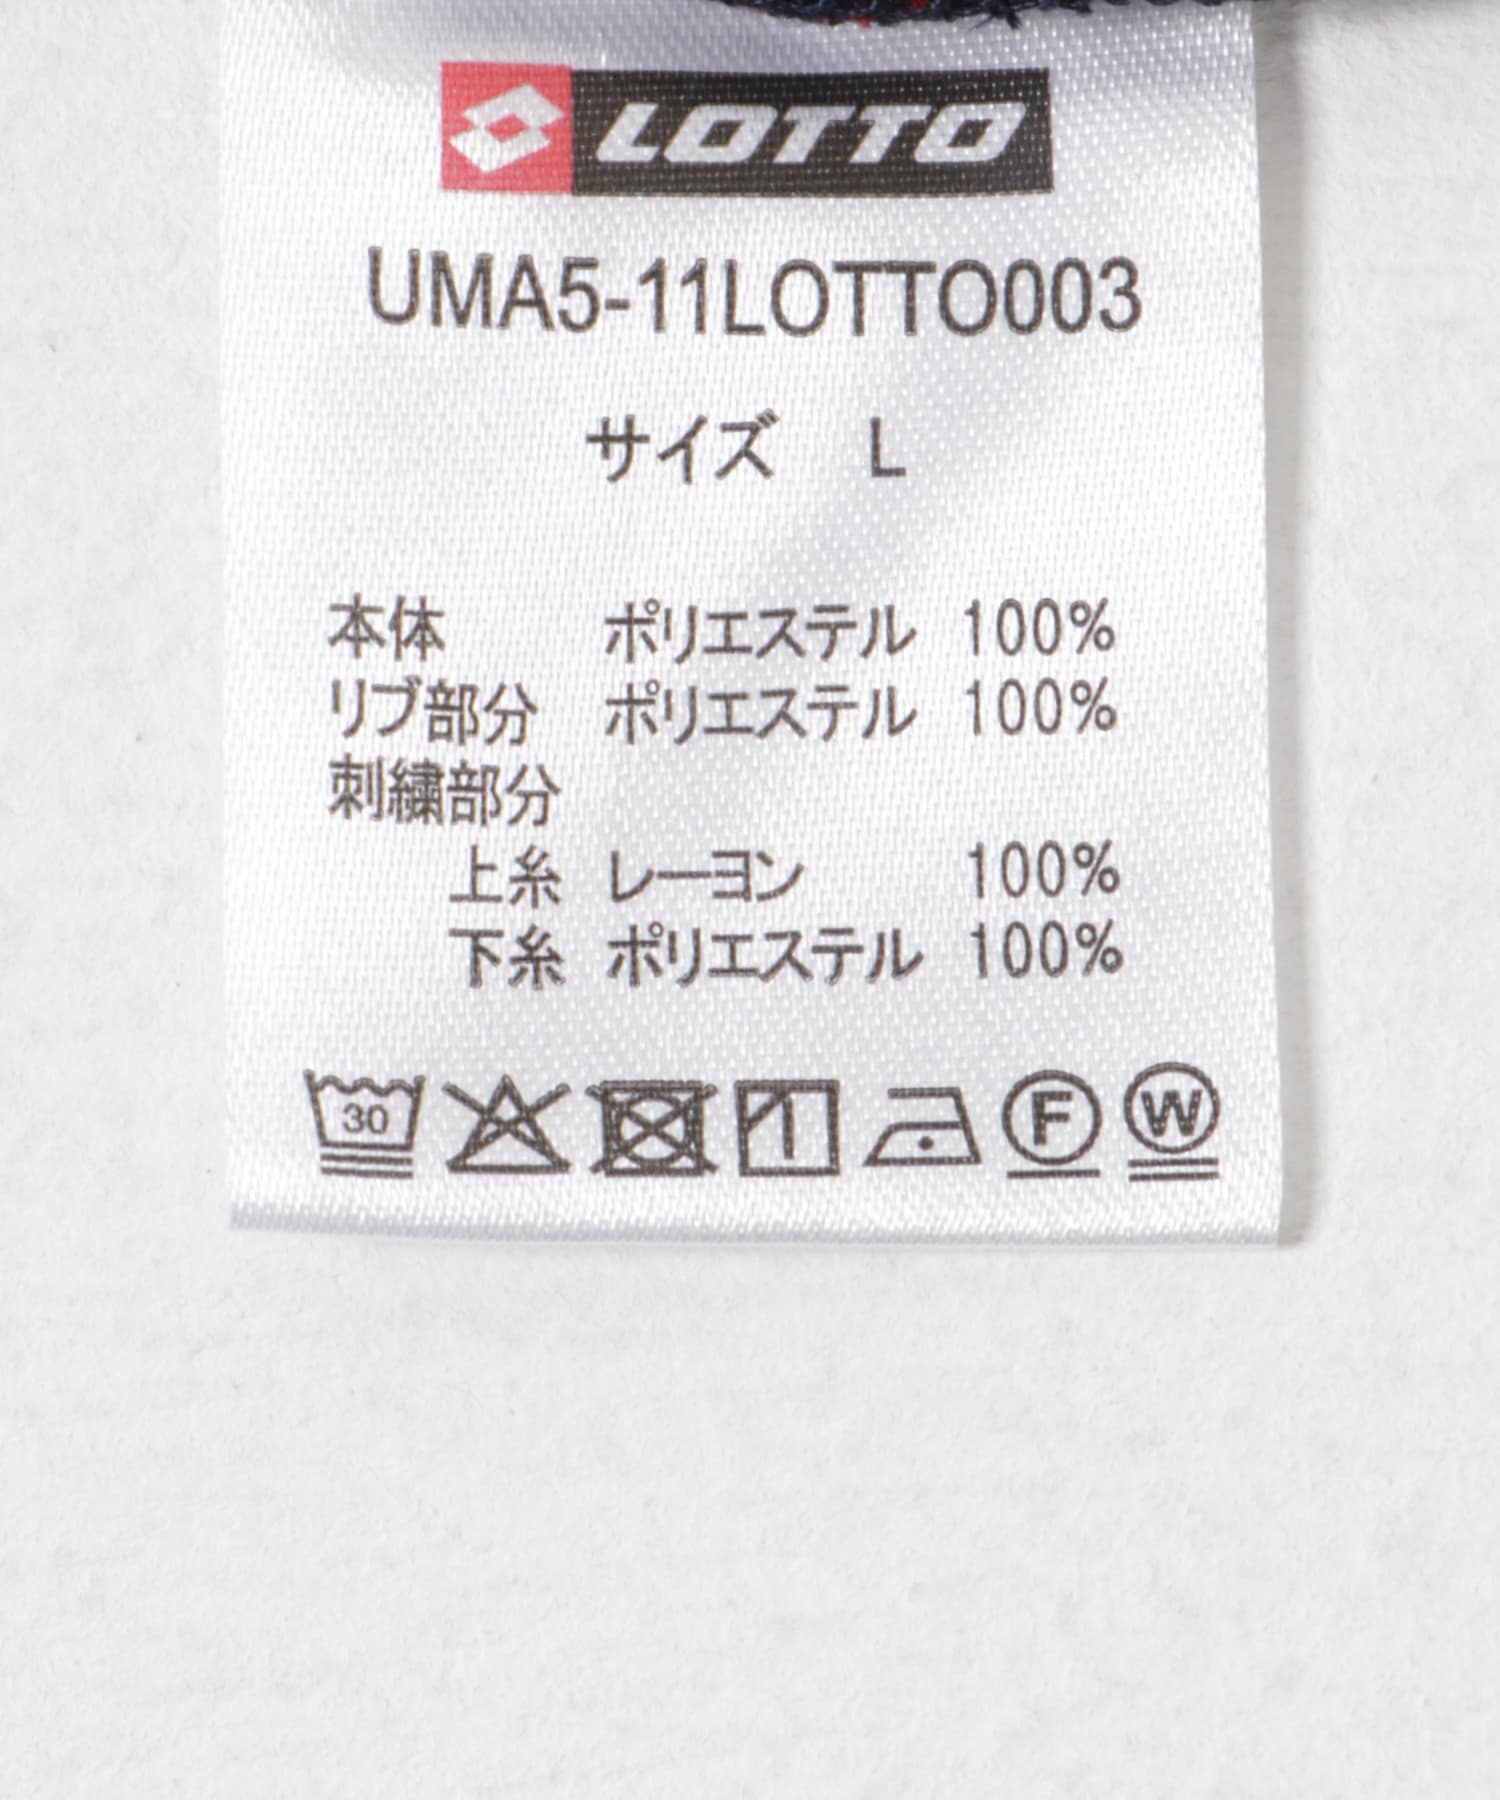 LOTTO
UMA5-11LOTTO003
サイズ L
本体 ポリエステル 100%
リブ部分 ポリエステル 100%
刺繍部分
上糸 レーヨン 100%
下糸 ポリエステル 100%
30 F W